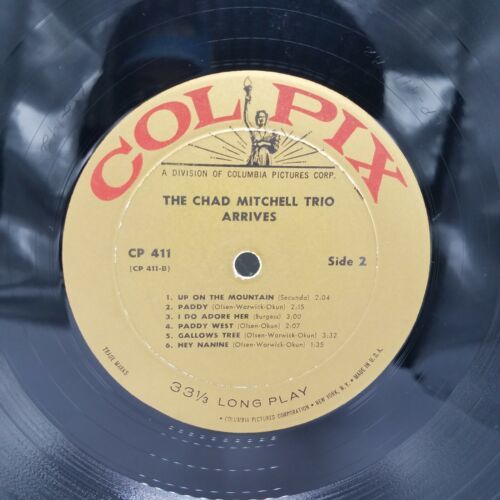 COLPIX
A DIVISION OF COLUMBIA PICTURES CORP.
THE CHAD MITCHELL TRIO
ARRIVES
CP 411
(CP 411-B)
Side 2
1. UP ON THE MOUNTAIN (Secunda) 2:04
2. PADDY (Olsen-Warwick-Okun) 2:15
3. I DO ADORE HER (Burgess) 3:00
4. PADDY WEST (Olsen-Okun) 2:07
5. GALLOWS TREE (Olsen-Warwick-Okun) 3:32
6. HEY NANINE (Olsen-Warwick-Okun) 1:35
TRADE MARKS
MADE IN U.S.A.
33⅓ LONG PLAY
• COLUMBIA PICTURES CORPORATION • NEW YORK, N.Y. •